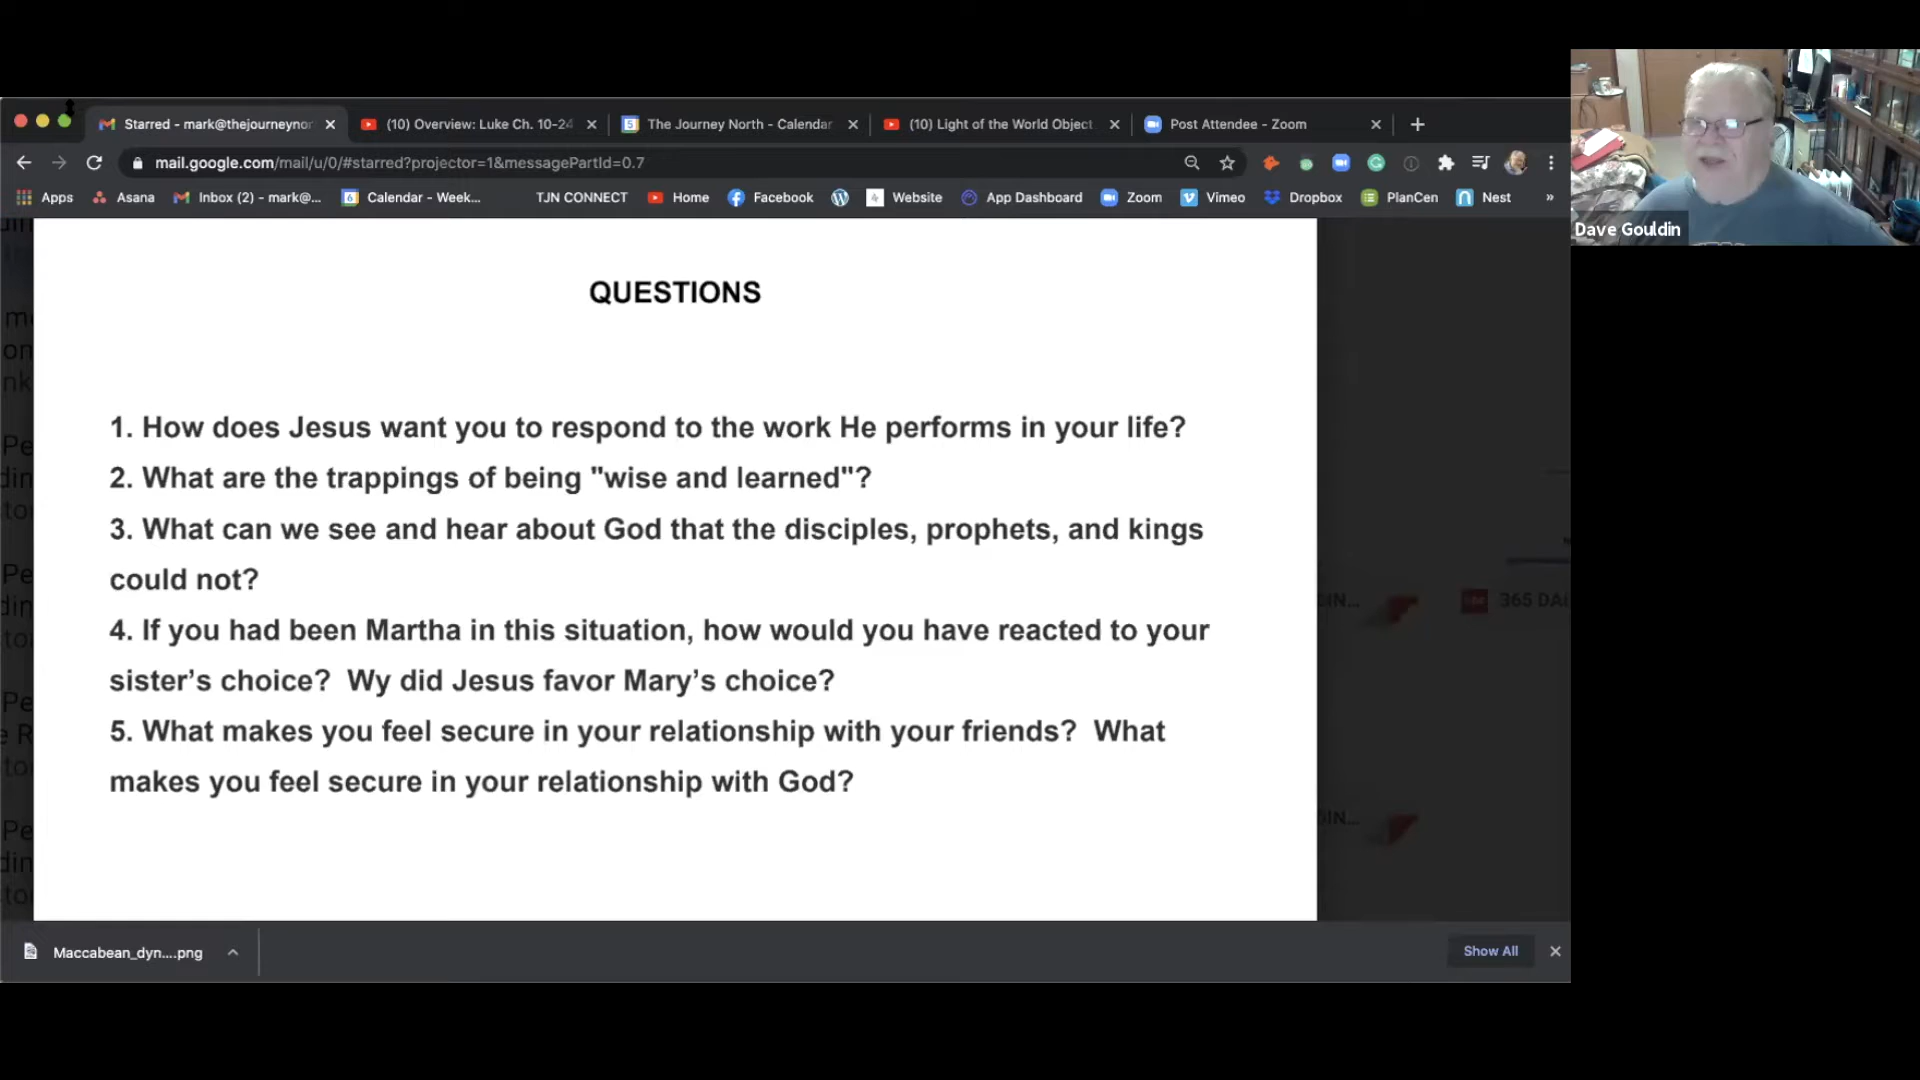 Starred - mark@thejourneynor
(10) Overview: Luke Ch. 10-24
The Journey North - Calendar
(10) Light of the World Object
Post Attendee - Zoom
mail.google.com/mail/u/0/#starred?projector=1&messagePartId=0.7
Apps
Asana
Inbox (2) - mark@...
Calendar - Week...
TJN CONNECT
Home
Facebook
Website
App Dashboard
Zoom
Vimeo
Dropbox
PlanCen
Nest
»
Dave Gouldin
QUESTIONS
1. How does Jesus want you to respond to the work He performs in your life?
2. What are the trappings of being "wise and learned"?
3. What can we see and hear about God that the disciples, prophets, and kings
could not?
4. If you had been Martha in this situation, how would you have reacted to your
sister’s choice?  Wy did Jesus favor Mary’s choice?
5. What makes you feel secure in your relationship with your friends?  What
makes you feel secure in your relationship with God?
365 DAI
Maccabean_dyn....png
Show All